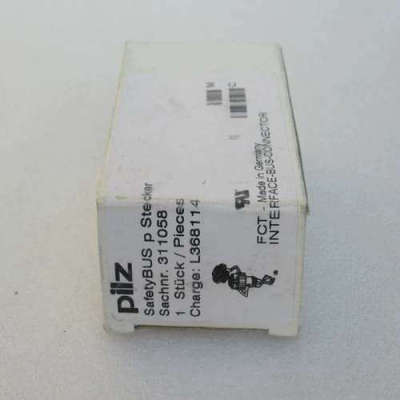 pilz
SafetyBUS p Stecker
Sachnr. 311058
1 Stück / Pieces
Charge: L368114
FCT - Made in Germany
INTERFACE-BUS-CONNECTOR